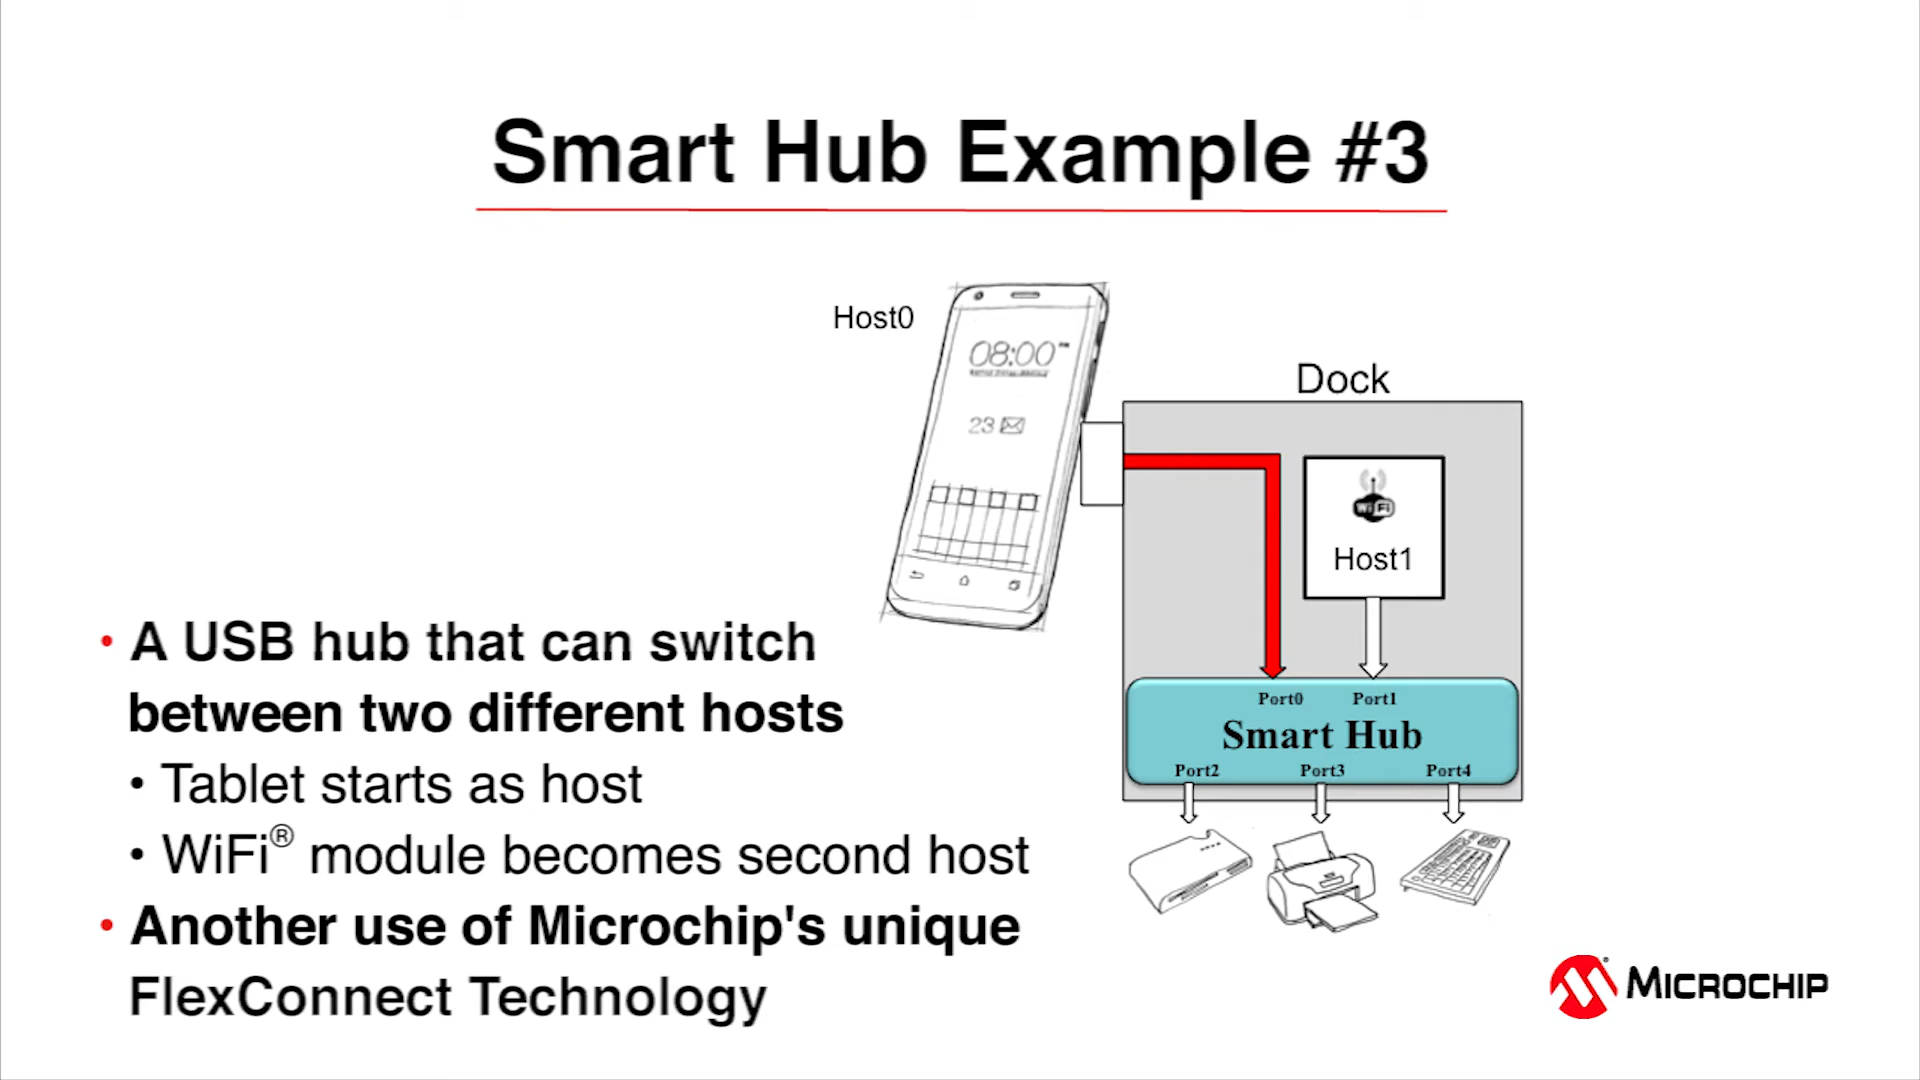 Smart Hub Example #3
Host0
08:00
23
Dock
WiFi
Host1
Port0 Port1
Smart Hub
Port2 Port3 Port4
• A USB hub that can switch
between two different hosts
• Tablet starts as host
• WiFi® module becomes second host
• Another use of Microchip's unique
FlexConnect Technology
MICROCHIP